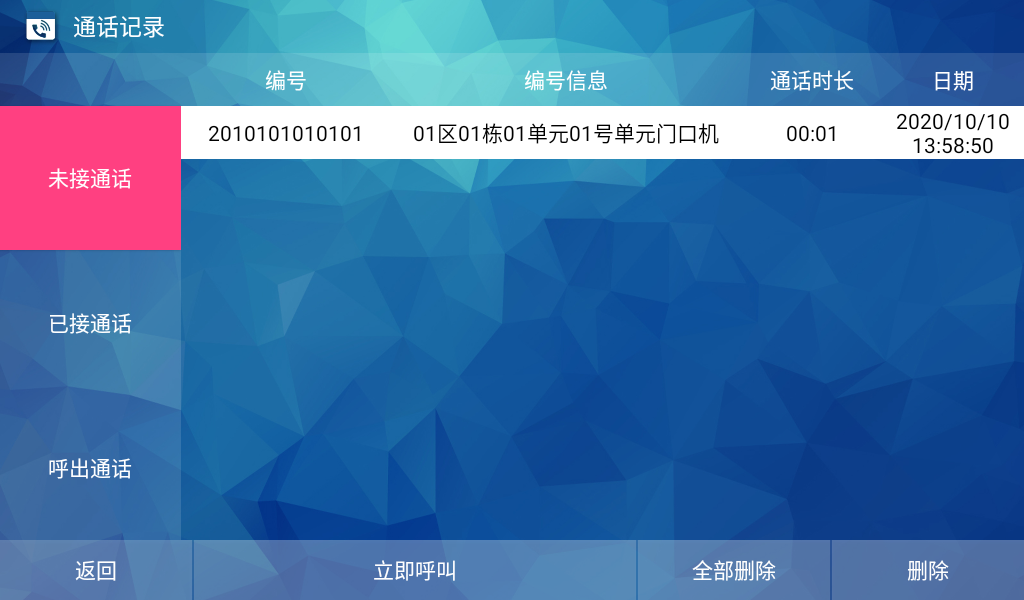 通话记录
编号 编号信息 通话时长 日期
未接通话
2010101010101 01区01栋01单元01号单元门口机 00:01 2020/10/10
13:58:50
已接通话
呼出通话
返回 立即呼叫 全部删除 删除